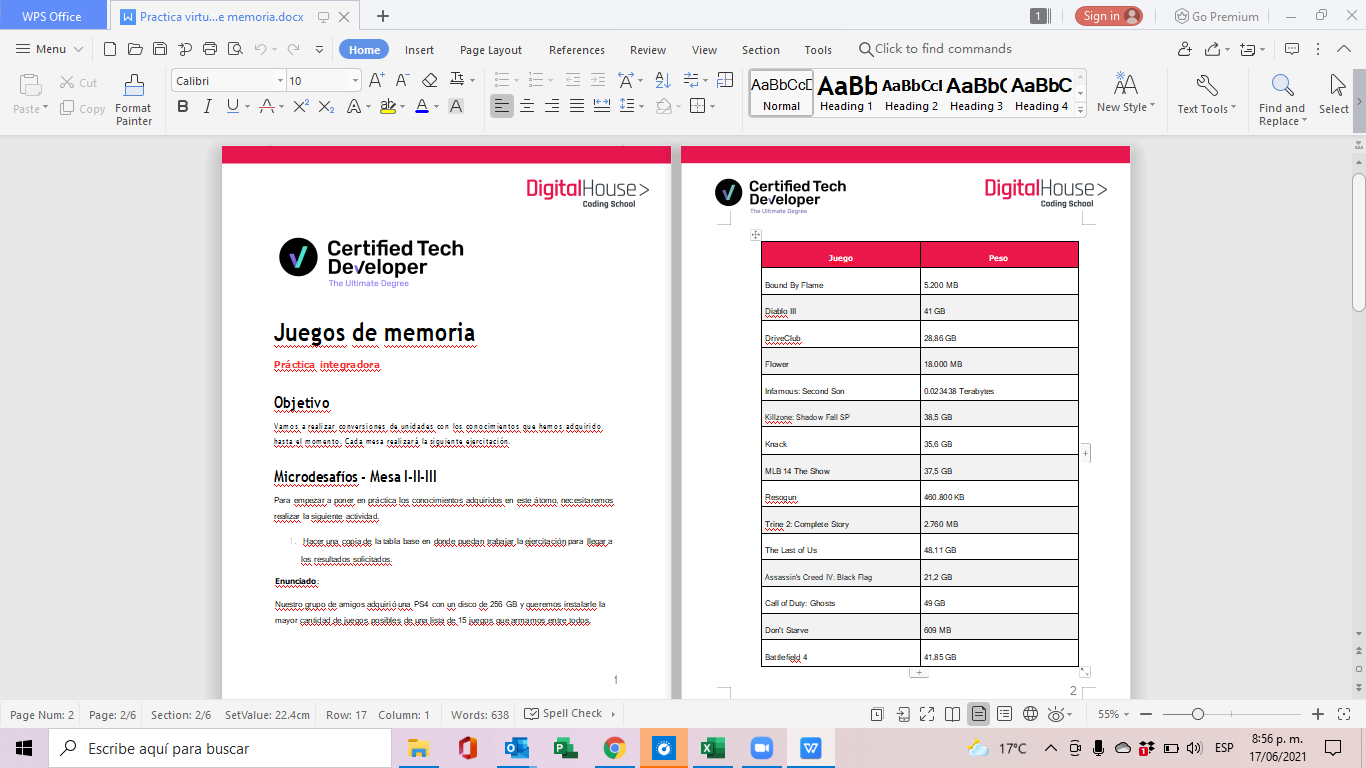 WPS Office
Practica virtu...e memoria.docx
1
Sign in
Go Premium
Menu
Home
Insert
Page Layout
References
Review
View
Section
Tools
Click to find commands
Paste
Cut
Copy
Format
Painter
Calibri
10
AaBbCcD
Normal
AaBb
Heading 1
AaBbCcI
Heading 2
AaBb(
Heading 3
AaBbC
Heading 4
New Style
Text Tools
Find and
Replace
Select
DigitalHouse>
Coding School
Certified Tech
Developer
The Ultimate Degree
Juegos de memoria
Práctica integradora
Objetivo
Vamos a realizar conversiones de unidades con los conocimientos que hemos adquirido
hasta el momento. Cada mesa realizará la siguiente ejercitación.
Microdesafíos - Mesa I-II-III
Para empezar a poner en práctica los conocimientos adquiridos en este átomo, necesitaremos
realizar la siguiente actividad.
1. Hacer una copia de la tabla base en donde puedan trabajar la ejercitación para llegar a
los resultados solicitados.
Enunciado:
Nuestro grupo de amigos adquirió una PS4 con un disco de 256 GB y queremos instalarle la
mayor cantidad de juegos posibles de una lista de 15 juegos que armamos entre todos.
1
Certified Tech
Developer
The Ultimate Degree
DigitalHouse>
Coding School
Juego Peso
Bound By Flame 5.200 MB
Diablo III 41 GB
DriveClub 28,86 GB
Flower 18.000 MB
Infamous: Second Son 0.023438 Terabytes
Killzone: Shadow Fall SP 38,5 GB
Knack 35,6 GB
MLB 14 The Show 37,5 GB
Resogun 460.800 KB
Trine 2: Complete Story 2.760 MB
The Last of Us 48,11 GB
Assassin's Creed IV: Black Flag 21,2 GB
Call of Duty: Ghosts 49 GB
Don't Starve 609 MB
Battlefield 4 41,85 GB
2
Page Num: 2 Page: 2/6 Section: 2/6 SetValue: 22.4cm Row: 17 Column: 1 Words: 638 Spell Check 55%
Escribe aquí para buscar
17°C
1
ESP
8:56 p. m.
17/06/2021